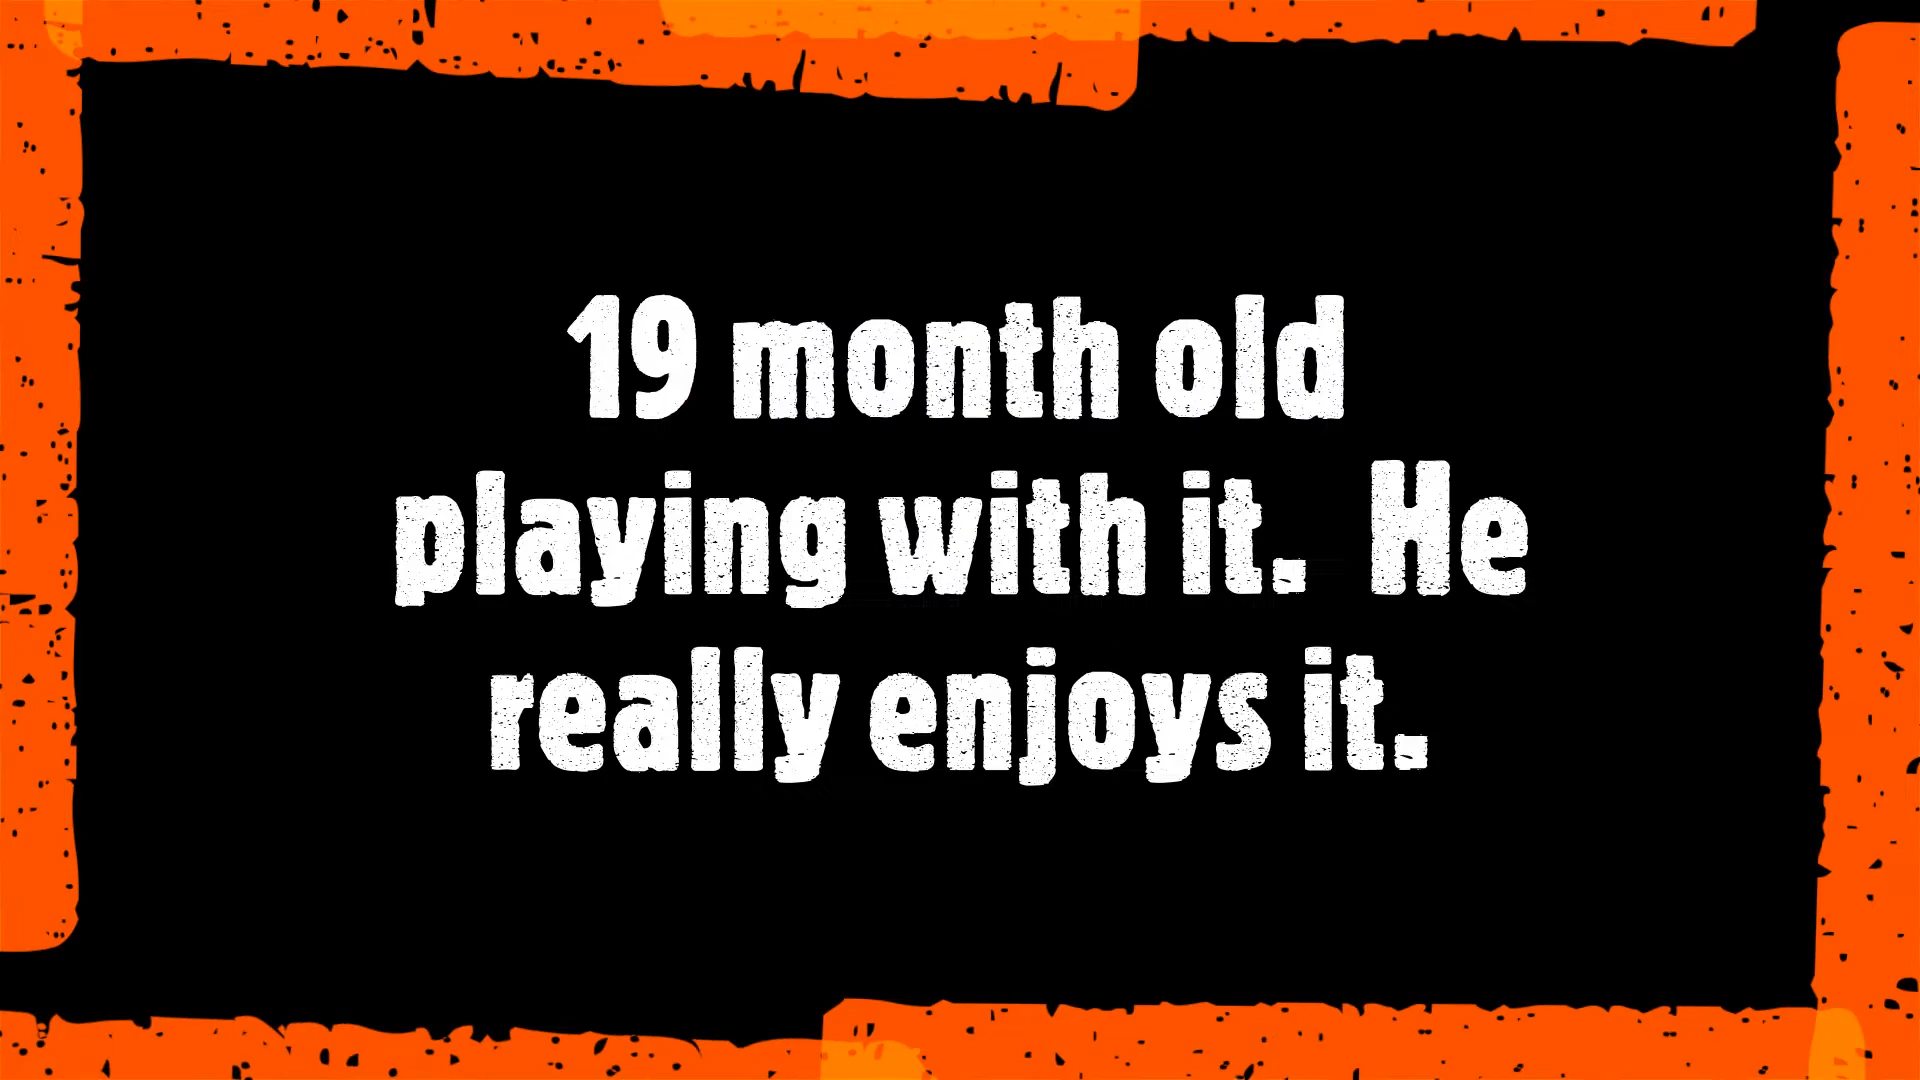 19 month old
playing with it.  He
really enjoys it.